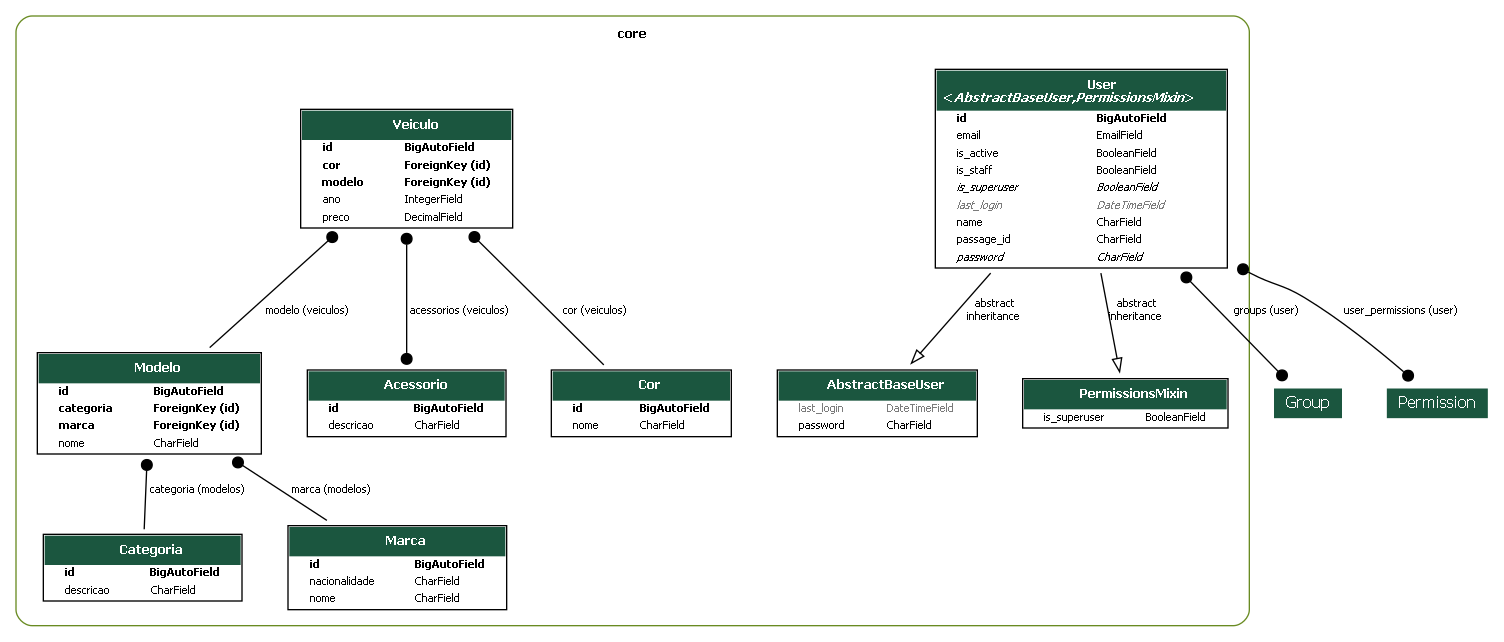 core
User
<AbstractBaseUser,PermissionsMixin>
id BigAutoField
email EmailField
is_active BooleanField
is_staff BooleanField
is_superuser BooleanField
last_login DateTimeField
name CharField
passage_id CharField
password CharField
Veiculo
id BigAutoField
cor ForeignKey (id)
modelo ForeignKey (id)
ano IntegerField
preco DecimalField
modelo (veiculos)
acessorios (veiculos)
cor (veiculos)
abstract
inheritance
abstract
inheritance
groups (user)
user_permissions (user)
Modelo
id BigAutoField
categoria ForeignKey (id)
marca ForeignKey (id)
nome CharField
Acessorio
id BigAutoField
descricao CharField
Cor
id BigAutoField
nome CharField
AbstractBaseUser
last_login DateTimeField
password CharField
PermissionsMixin
is_superuser BooleanField
Group
Permission
categoria (modelos)
marca (modelos)
Categoria
id BigAutoField
descricao CharField
Marca
id BigAutoField
nacionalidade CharField
nome CharField